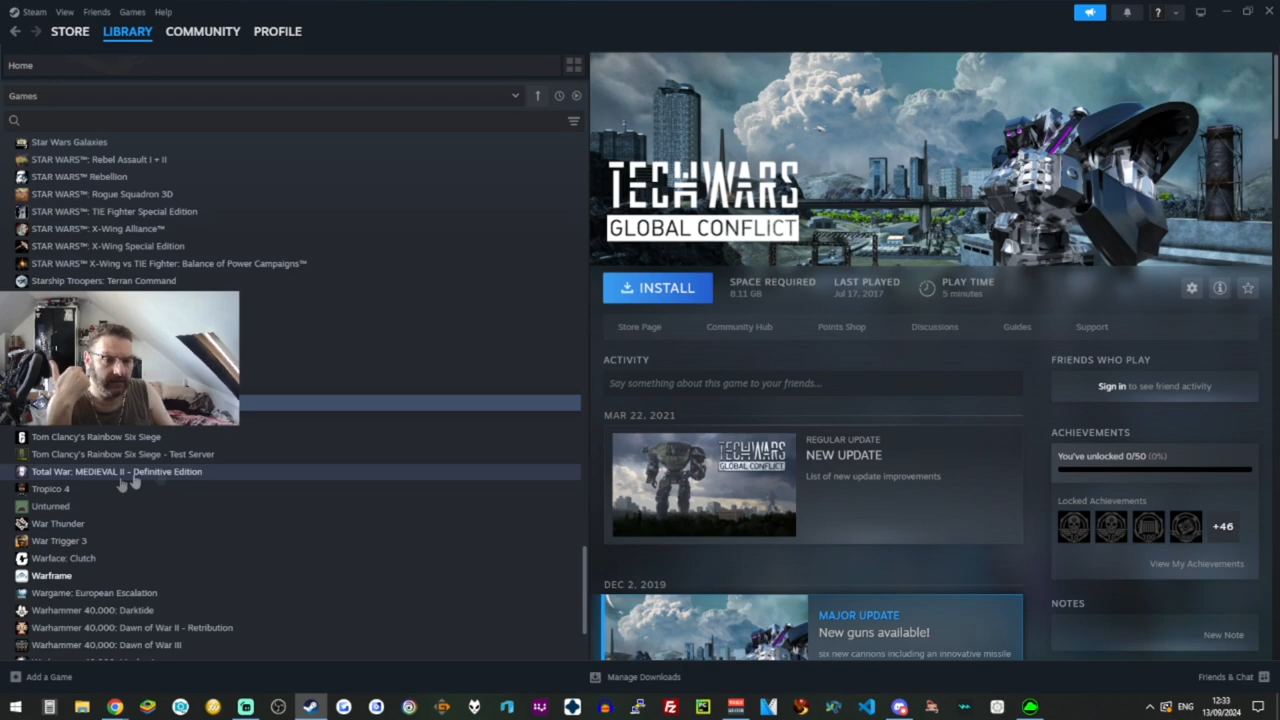 Steam View Friends Games Help
STORE LIBRARY COMMUNITY PROFILE
Home
Games
Star Wars Galaxies
STAR WARS™: Rebel Assault I + II
STAR WARS™ Rebellion
STAR WARS™: Rogue Squadron 3D
STAR WARS™: TIE Fighter Special Edition
STAR WARS™: X-Wing Alliance™
STAR WARS™: X-Wing Special Edition
STAR WARS™ X-Wing vs TIE Fighter: Balance of Power Campaigns™
Starship Troopers: Terran Command
Tom Clancy's Rainbow Six Siege
Tom Clancy's Rainbow Six Siege - Test Server
Total War: MEDIEVAL II - Definitive Edition
Tropico 4
Unturned
War Thunder
War Trigger 3
Warface: Clutch
Warframe
Wargame: European Escalation
Warhammer 40,000: Darktide
Warhammer 40,000: Dawn of War II - Retribution
Warhammer 40,000: Dawn of War III
Add a Game
TECHWARS
GLOBAL CONFLICT
INSTALL
SPACE REQUIRED
8.11 GB
LAST PLAYED
Jul 17, 2017
PLAY TIME
5 minutes
Store Page Community Hub Points Shop Discussions Guides Support
ACTIVITY
Say something about this game to your friends...
MAR 22, 2021
TECHWARS
GLOBAL CONFLICT
REGULAR UPDATE
NEW UPDATE
List of new update improvements
DEC 2, 2019
MAJOR UPDATE
New guns available!
six new cannons including an innovative missile
FRIENDS WHO PLAY
Sign in to see friend activity
ACHIEVEMENTS
You've unlocked 0/50 (0%)
Locked Achievements
+46
View My Achievements
NOTES
New Note
Manage Downloads
Friends & Chat
ENG
12:33
13/09/2024